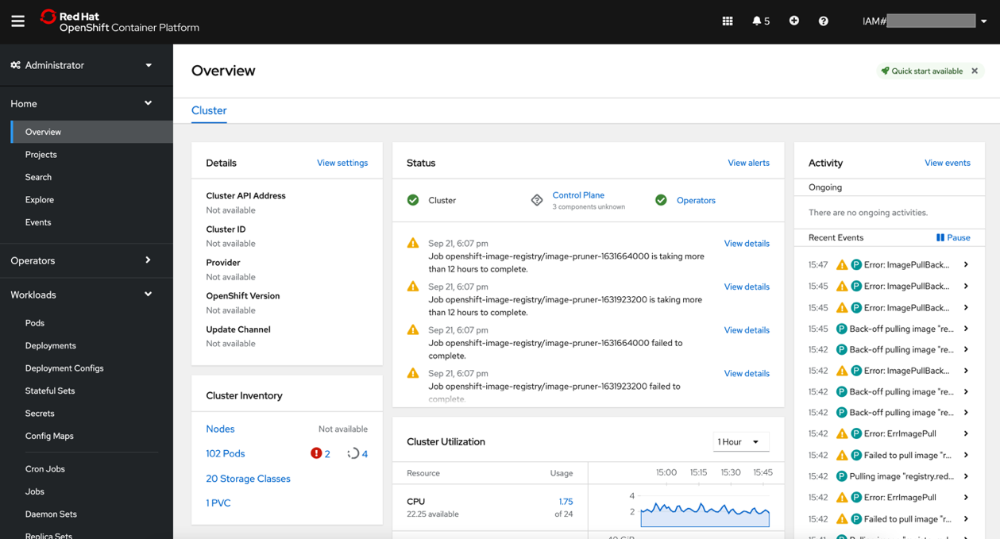 Red Hat
OpenShift Container Platform
5
IAM#
Administrator
Home
Overview
Projects
Search
Explore
Events
Operators
Workloads
Pods
Deployments
Deployment Configs
Stateful Sets
Secrets
Config Maps
Cron Jobs
Jobs
Daemon Sets
Replica Sets
Overview
Quick start available
Cluster
Details
View settings
Cluster API Address
Not available
Cluster ID
Not available
Provider
Not available
OpenShift Version
Not available
Update Channel
Not available
Cluster Inventory
Nodes
Not available
102 Pods
2
4
20 Storage Classes
1 PVC
Status
View alerts
Cluster
Control Plane
3 components unknown
Operators
Sep 21, 6:07 pm
View details
Job openshift-image-registry/image-pruner-1631664000 is taking more
than 12 hours to complete.
Sep 21, 6:07 pm
View details
Job openshift-image-registry/image-pruner-1631923200 is taking more
than 12 hours to complete.
Sep 21, 6:07 pm
View details
Job openshift-image-registry/image-pruner-1631664000 failed to
complete.
Sep 21, 6:07 pm
View details
Job openshift-image-registry/image-pruner-1631923200 failed to
complete.
Cluster Utilization
1 Hour
Resource
Usage
15:00 15:15 15:30 15:45
CPU
1.75
22.25 available
of 24
4
2
Activity
View events
Ongoing
There are no ongoing activities.
Recent Events
Pause
15:47 P Error: ImagePullBack...
15:45 P Error: ImagePullBack...
15:45 P Error: ImagePullBack...
15:45 P Back-off pulling image "re...
15:42 P Back-off pulling image "re...
15:42 P Error: ImagePullBack...
15:42 P Back-off pulling image "re...
15:42 P Back-off pulling image "re...
15:42 P Error: ErrImagePull
15:42 P Failed to pull image "r...
15:42 P Pulling image "registry.red...
15:42 P Error: ErrImagePull
15:42 P Failed to pull image "r...